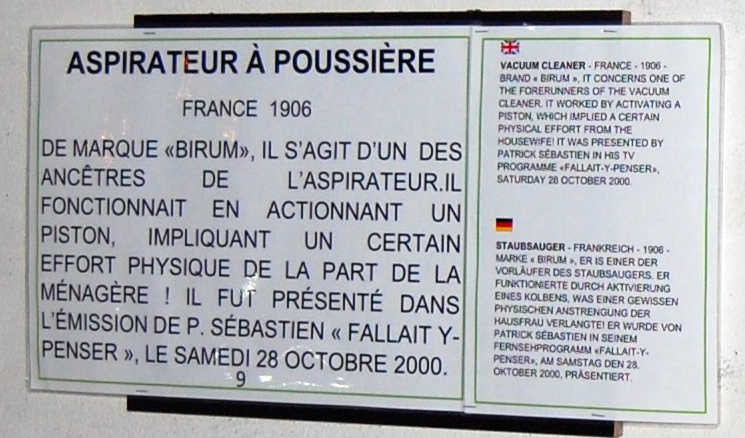 ASPIRATEUR À POUSSIÈRE
FRANCE 1906
DE MARQUE «BIRUM», IL S'AGIT D'UN DES
ANCÊTRES DE L'ASPIRATEUR.IL
FONCTIONNAIT EN ACTIONNANT UN
PISTON, IMPLIQUANT UN CERTAIN
EFFORT PHYSIQUE DE LA PART DE LA
MÉNAGÈRE ! IL FUT PRÉSENTÉ DANS
L'ÉMISSION DE P. SÉBASTIEN « FALLAIT Y-
PENSER », LE SAMEDI 28 OCTOBRE 2000.
9
VACUUM CLEANER - FRANCE - 1906 -
BRAND « BIRUM », IT CONCERNS ONE OF
THE FORERUNNERS OF THE VACUUM
CLEANER. IT WORKED BY ACTIVATING A
PISTON, WHICH IMPLIED A CERTAIN
PHYSICAL EFFORT FROM THE
HOUSEWIFE! IT WAS PRESENTED BY
PATRICK SÉBASTIEN IN HIS TV
PROGRAMME «FALLAIT-Y-PENSER»,
SATURDAY 28 OCTOBER 2000.
STAUBSAUGER - FRANKREICH - 1906 -
MARKE « BIRUM », ER IS EINER DER
VORLÄUFER DES STAUBSAUGERS. ER
FUNKTIONIERTE DURCH AKTIVIERUNG
EINES KOLBENS, WAS EINER GEWISSEN
PHYSISCHEN ANSTRENGUNG DER
HAUSFRAU VERLANGTE! ER WURDE VON
PATRICK SÉBASTIEN IN SEINEM
FERNSEHPROGRAMM «FALLAIT-Y-
PENSER», AM SAMSTAG DEN 28.
OKTOBER 2000, PRÄSENTIERT.